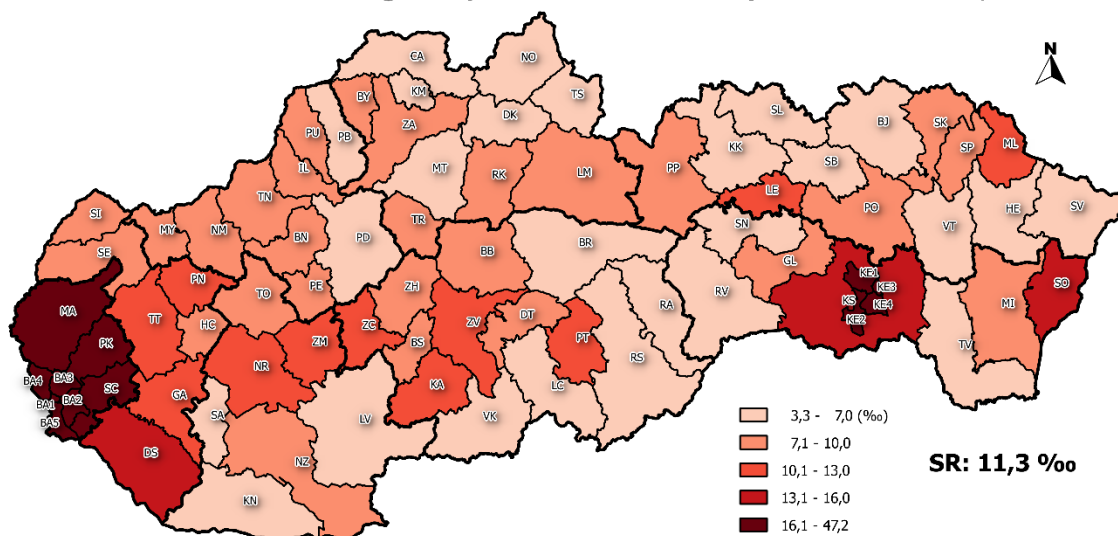 N
CA
NO
KM
TS
BY
DK
SL
BJ
SK
ML
PU
PB
ZA
KK
SP
MT
SB
IL
RK
LM
PP
LE
TN
PO
HE
SV
SI
TR
VT
MY
NM
BN
PD
BB
BR
SN
SE
GL
PN
PE
ZH
RA
RV
KE1
SO
MA
TO
KE3
TT
HC
ZC
ZV
DT
KS
KE4
MI
PK
ZM
BS
PT
KE2
NR
TV
BA4
BA3
SC
GA
KA
RS
BA1
BA2
SA
LC
BA5
LV
VK
DS
NZ
KN
3,3 - 7,0 (‰)
7,1 - 10,0
10,1 - 13,0
13,1 - 16,0
16,1 - 47,2
SR: 11,3 ‰